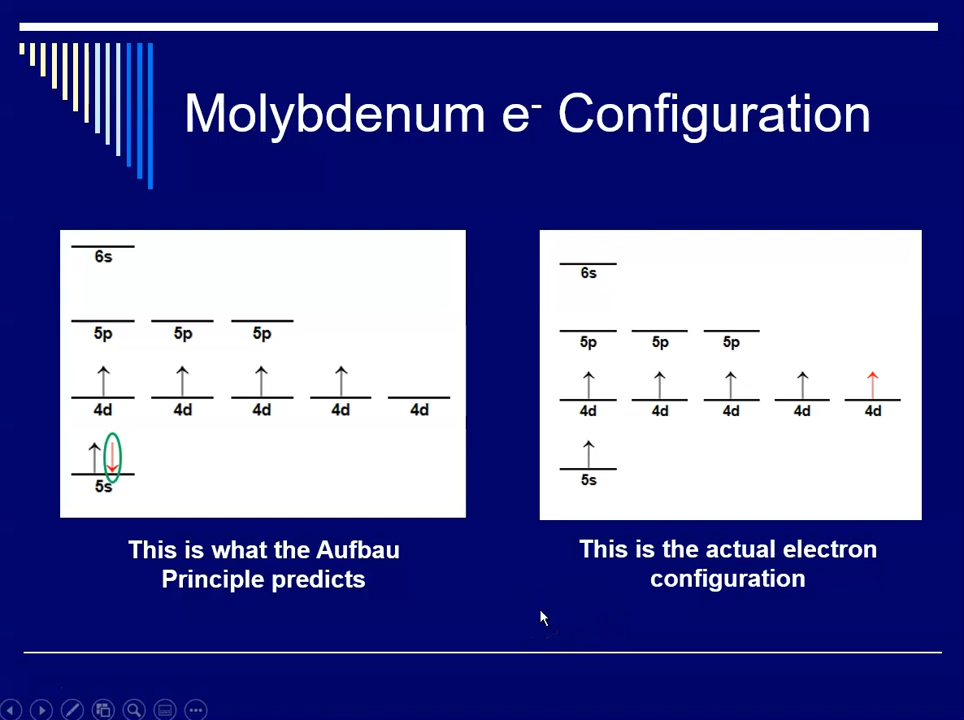 Molybdenum e⁻ Configuration
6s
5p 5p 5p
4d 4d 4d 4d 4d
5s
This is what the Aufbau
Principle predicts
6s
5p 5p 5p
4d 4d 4d 4d 4d
5s
This is the actual electron
configuration